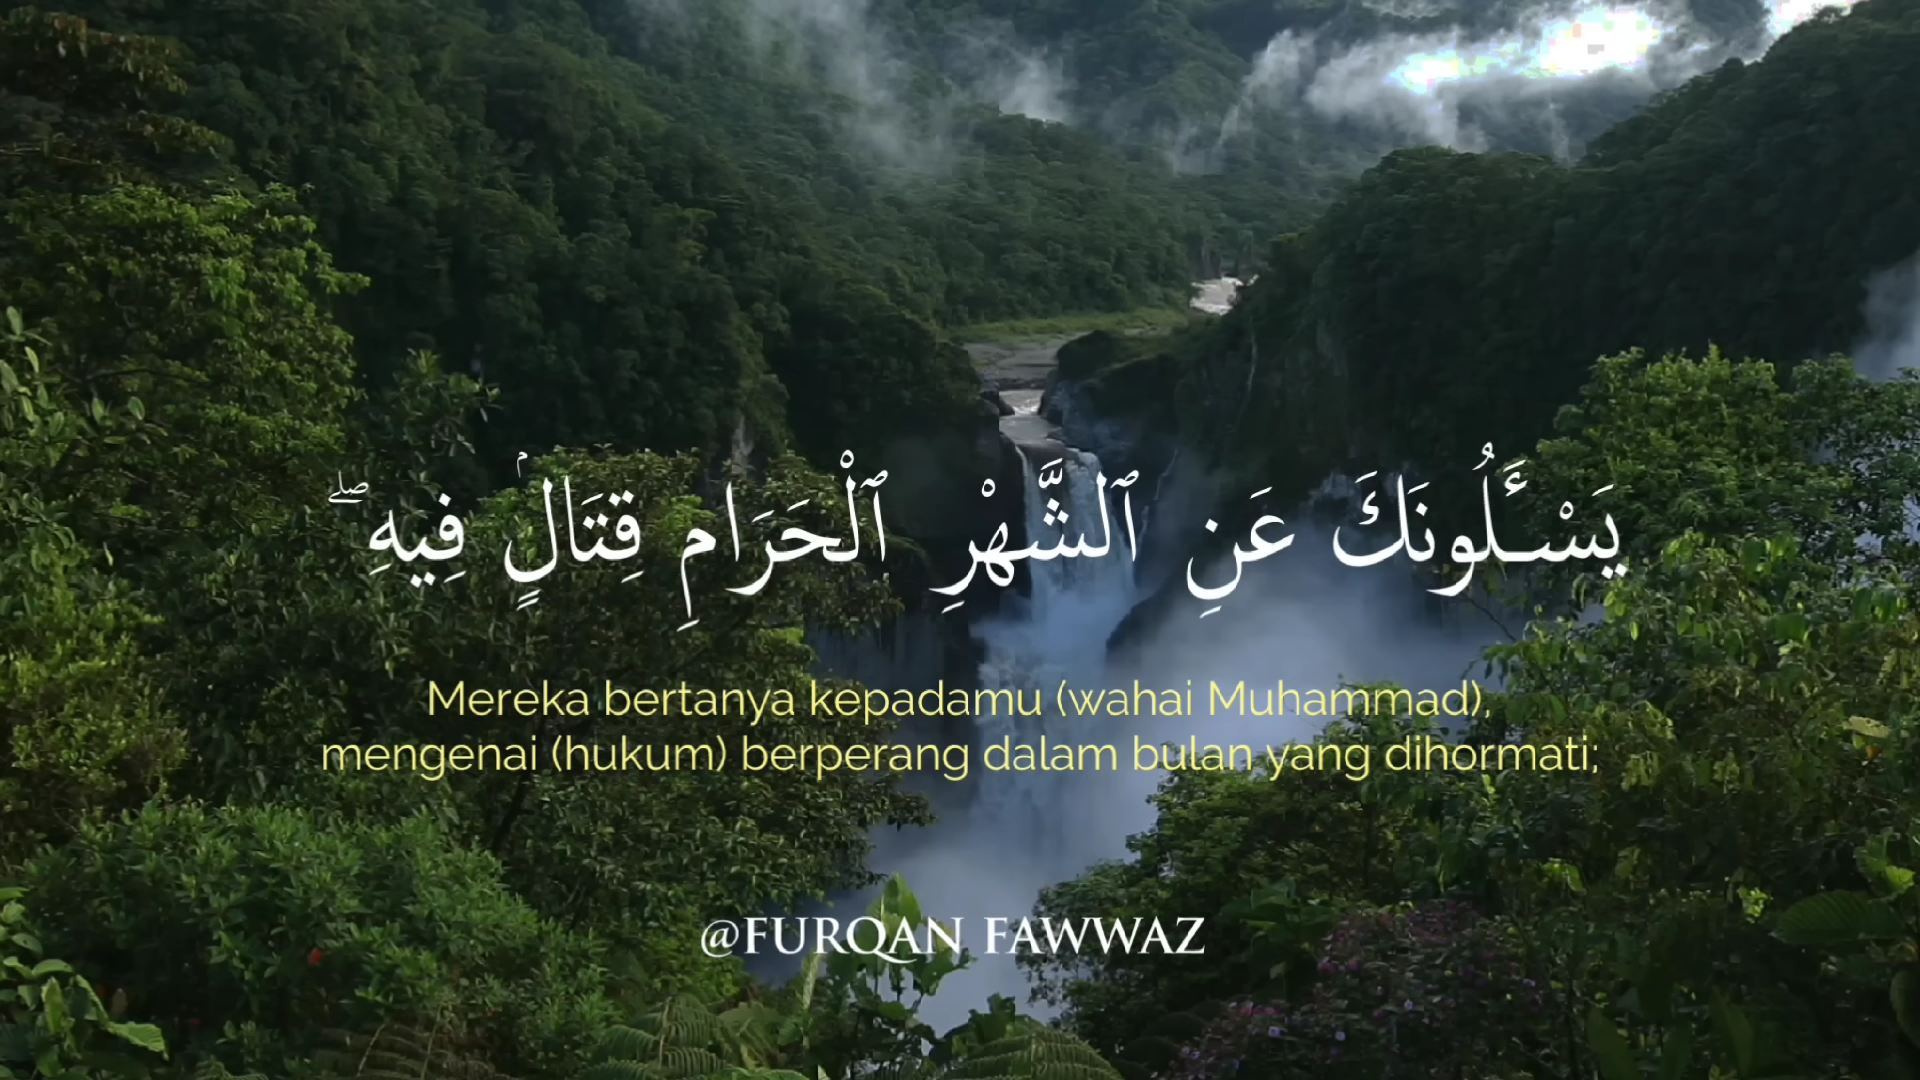 يَسْـَٔلُونَكَ عَنِ ٱلشَّهْرِ ٱلْحَرَامِ قِتَالٍۢ فِيهِ ۖ
Mereka bertanya kepadamu (wahai Muhammad),
mengenai (hukum) berperang dalam bulan yang dihormati;
@FURQAN FAWWAZ